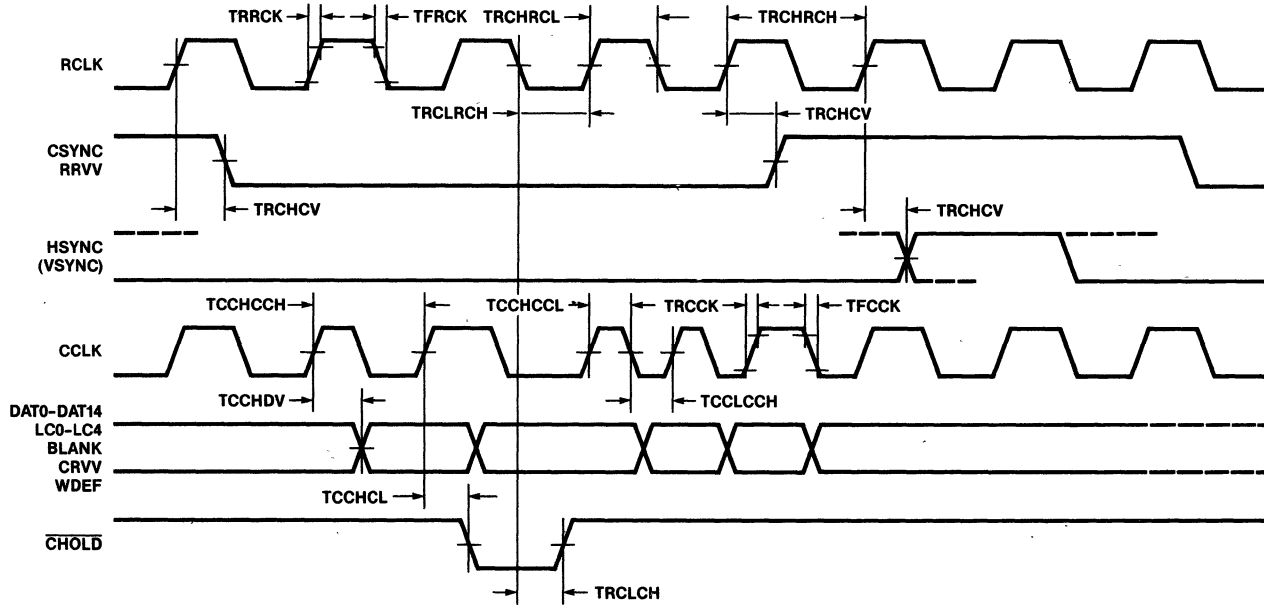 TRRCK TFRCK TRCHRCL TRCHRCH
RCLK
TRCLRCH TRCHCV
CSYNC
RRVV
TRCHCV TRCHCV
HSYNC
(VSYNC)
TCCHCCH TCCHCCL TRCCK TFCCK
CCLK
TCCHDV TCCLCCH
DAT0-DAT14
LC0-LC4
BLANK
CRVV
WDEF
TCCHCL
CHOLD
TRCLCH